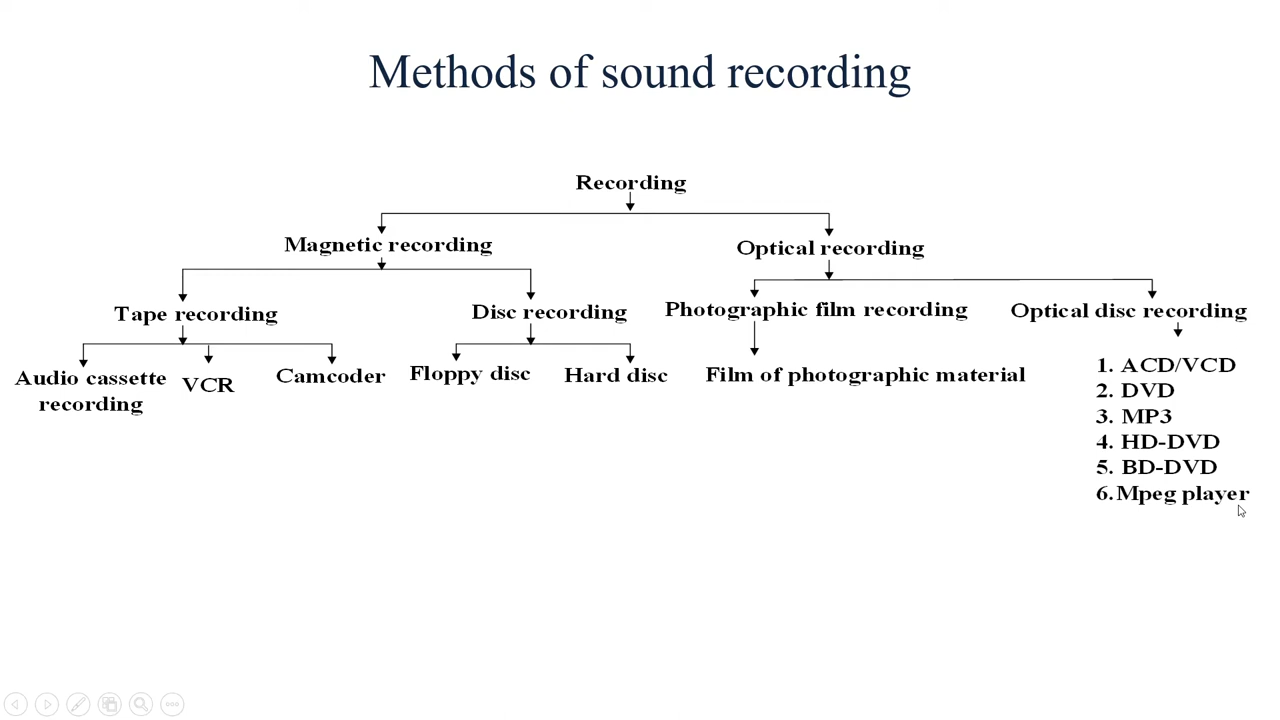 Methods of sound recording
Recording
Magnetic recording
Optical recording
Tape recording
Disc recording
Photographic film recording
Optical disc recording
Audio cassette
recording
VCR
Camcoder
Floppy disc
Hard disc
Film of photographic material
1. ACD/VCD
2. DVD
3. MP3
4. HD-DVD
5. BD-DVD
6.Mpeg player